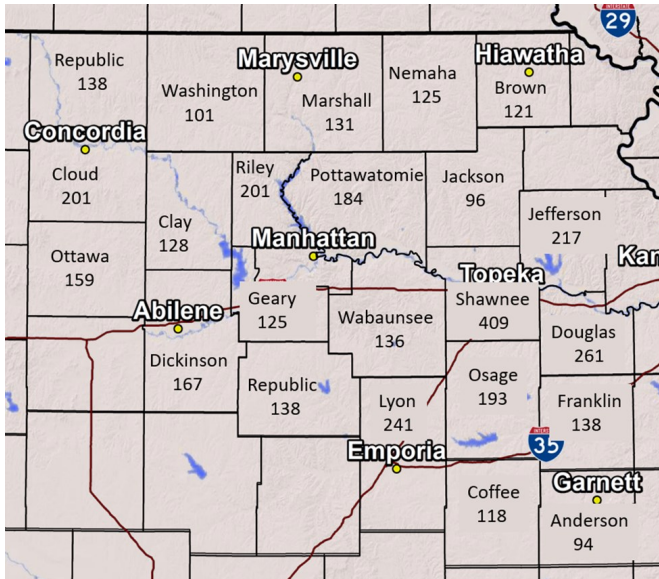 INTERSTATE
29
Republic
138
Washington
101
Marysville
Marshall
131
Nemaha
125
Hiawatha
Brown
121
Concordia
Cloud
201
Riley
201
Pottawatomie
184
Jackson
96
Clay
128
Jefferson
217
Ottawa
159
Manhattan
Kan
Topeka
Shawnee
409
Geary
125
Abilene
Wabaunsee
136
Douglas
261
Dickinson
167
Republic
138
Osage
193
Lyon
241
Franklin
138
35
Emporia
Coffee
118
Garnett
Anderson
94